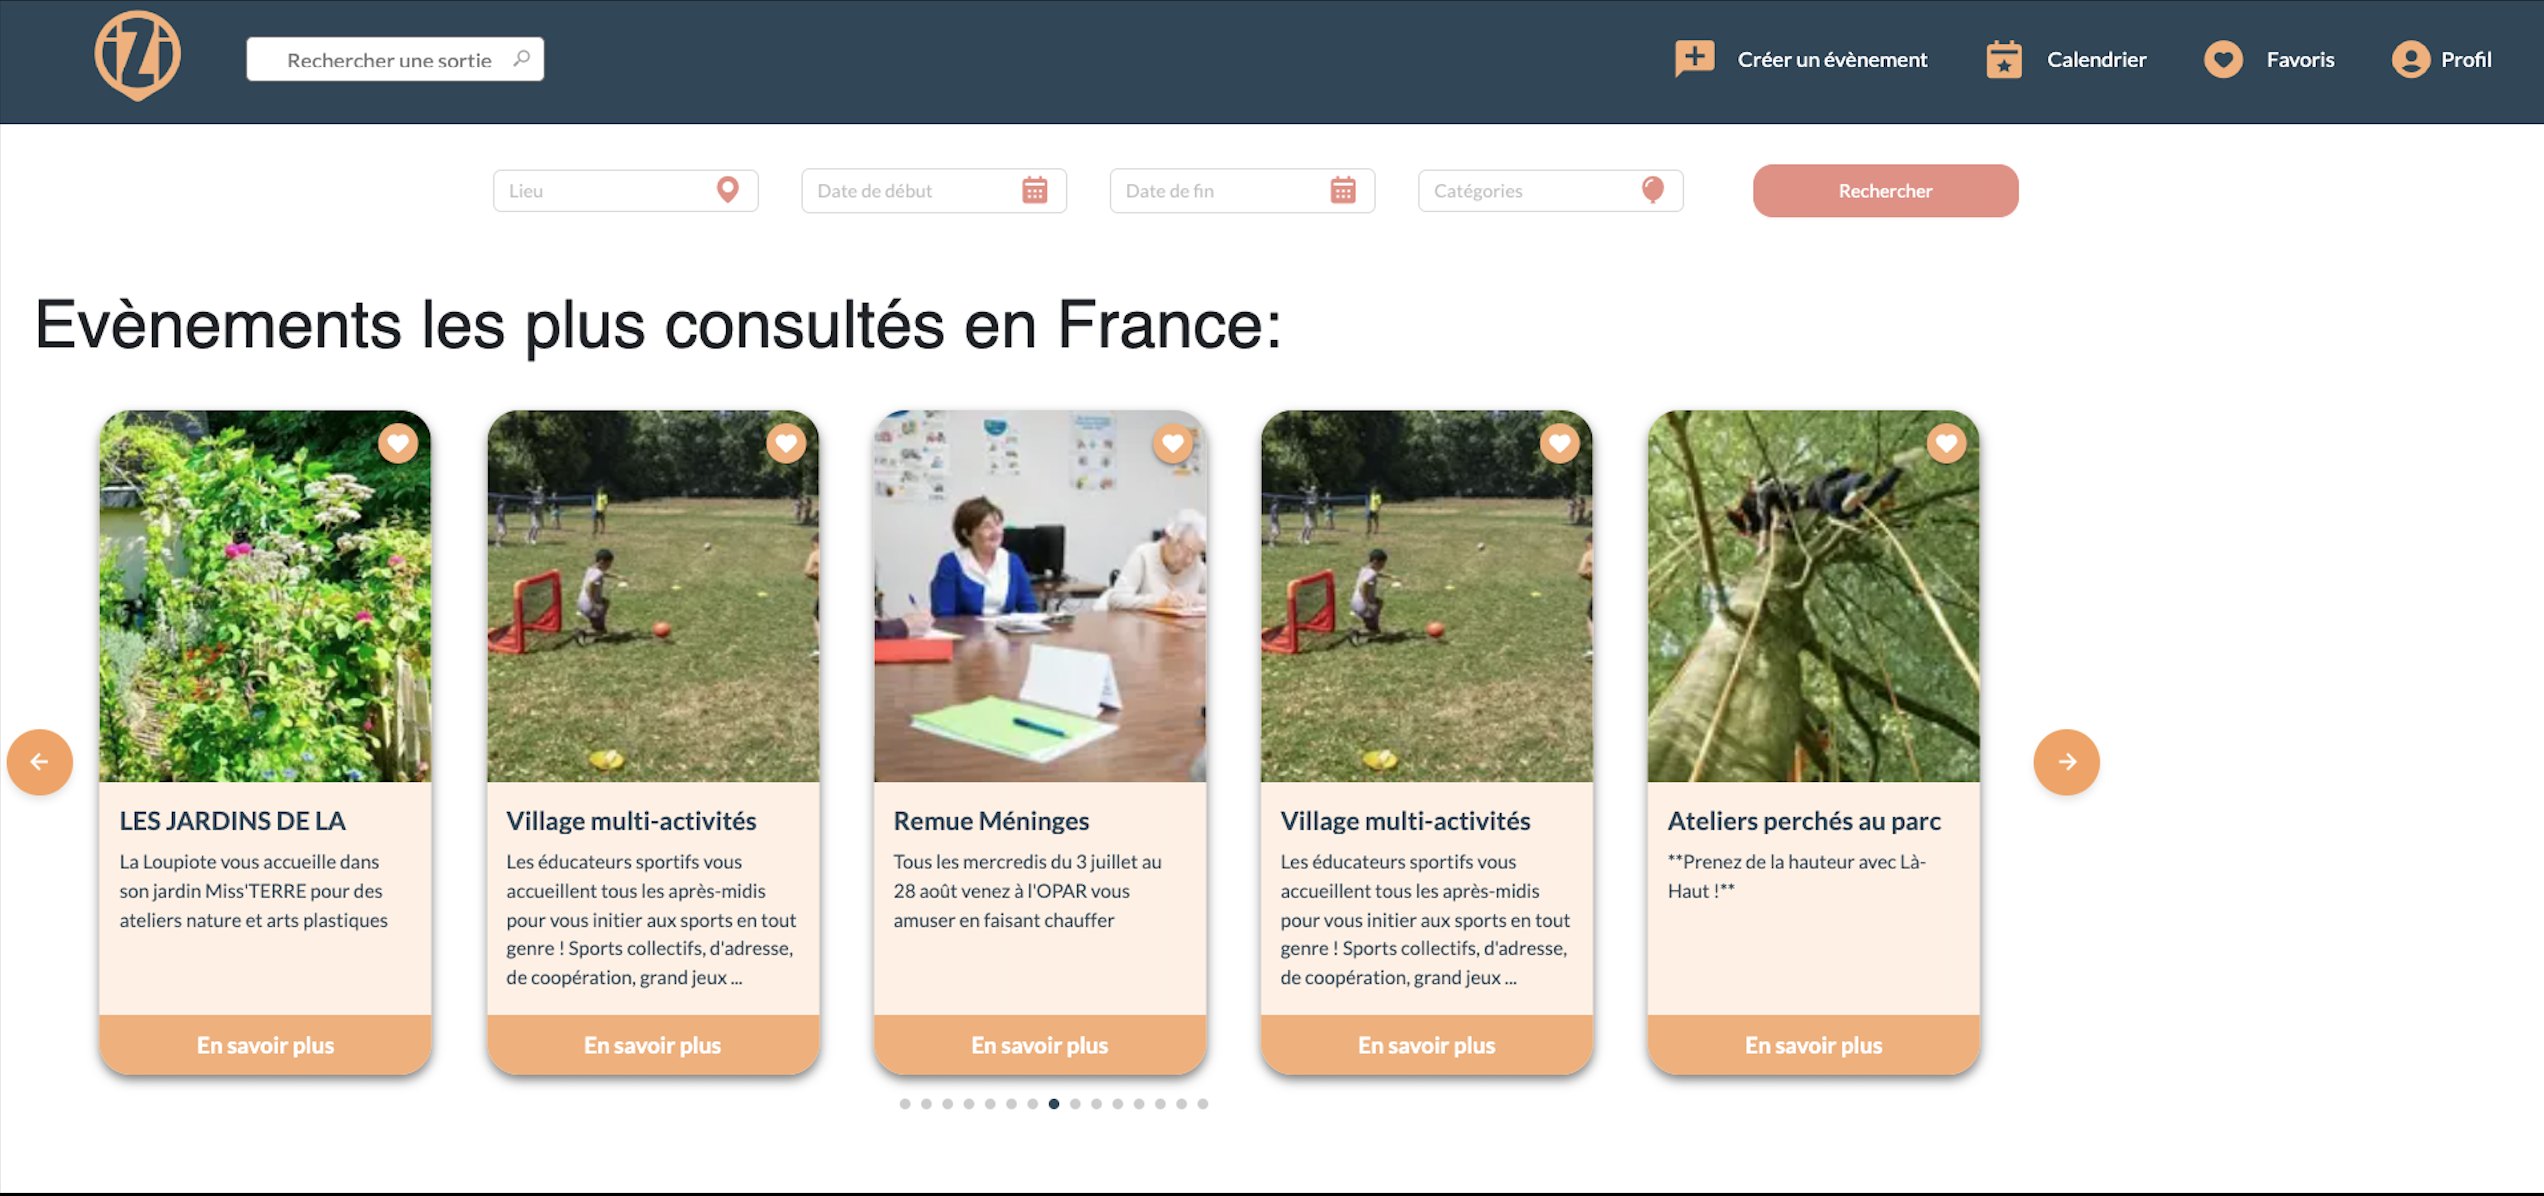 iZi
Rechercher une sortie
Créer un évènement
Calendrier
Favoris
Profil
Lieu
Date de début
Date de fin
Catégories
Rechercher
Evènements les plus consultés en France:
LES JARDINS DE LA
La Loupiote vous accueille dans
son jardin Miss'TERRE pour des
ateliers nature et arts plastiques
En savoir plus
Village multi-activités
Les éducateurs sportifs vous
accueillent tous les après-midis
pour vous initier aux sports en tout
genre ! Sports collectifs, d'adresse,
de coopération, grand jeux ...
En savoir plus
Remue Méninges
Tous les mercredis du 3 juillet au
28 août venez à l'OPAR vous
amuser en faisant chauffer
En savoir plus
Village multi-activités
Les éducateurs sportifs vous
accueillent tous les après-midis
pour vous initier aux sports en tout
genre ! Sports collectifs, d'adresse,
de coopération, grand jeux ...
En savoir plus
Ateliers perchés au parc
**Prenez de la hauteur avec Là-
Haut !**
En savoir plus